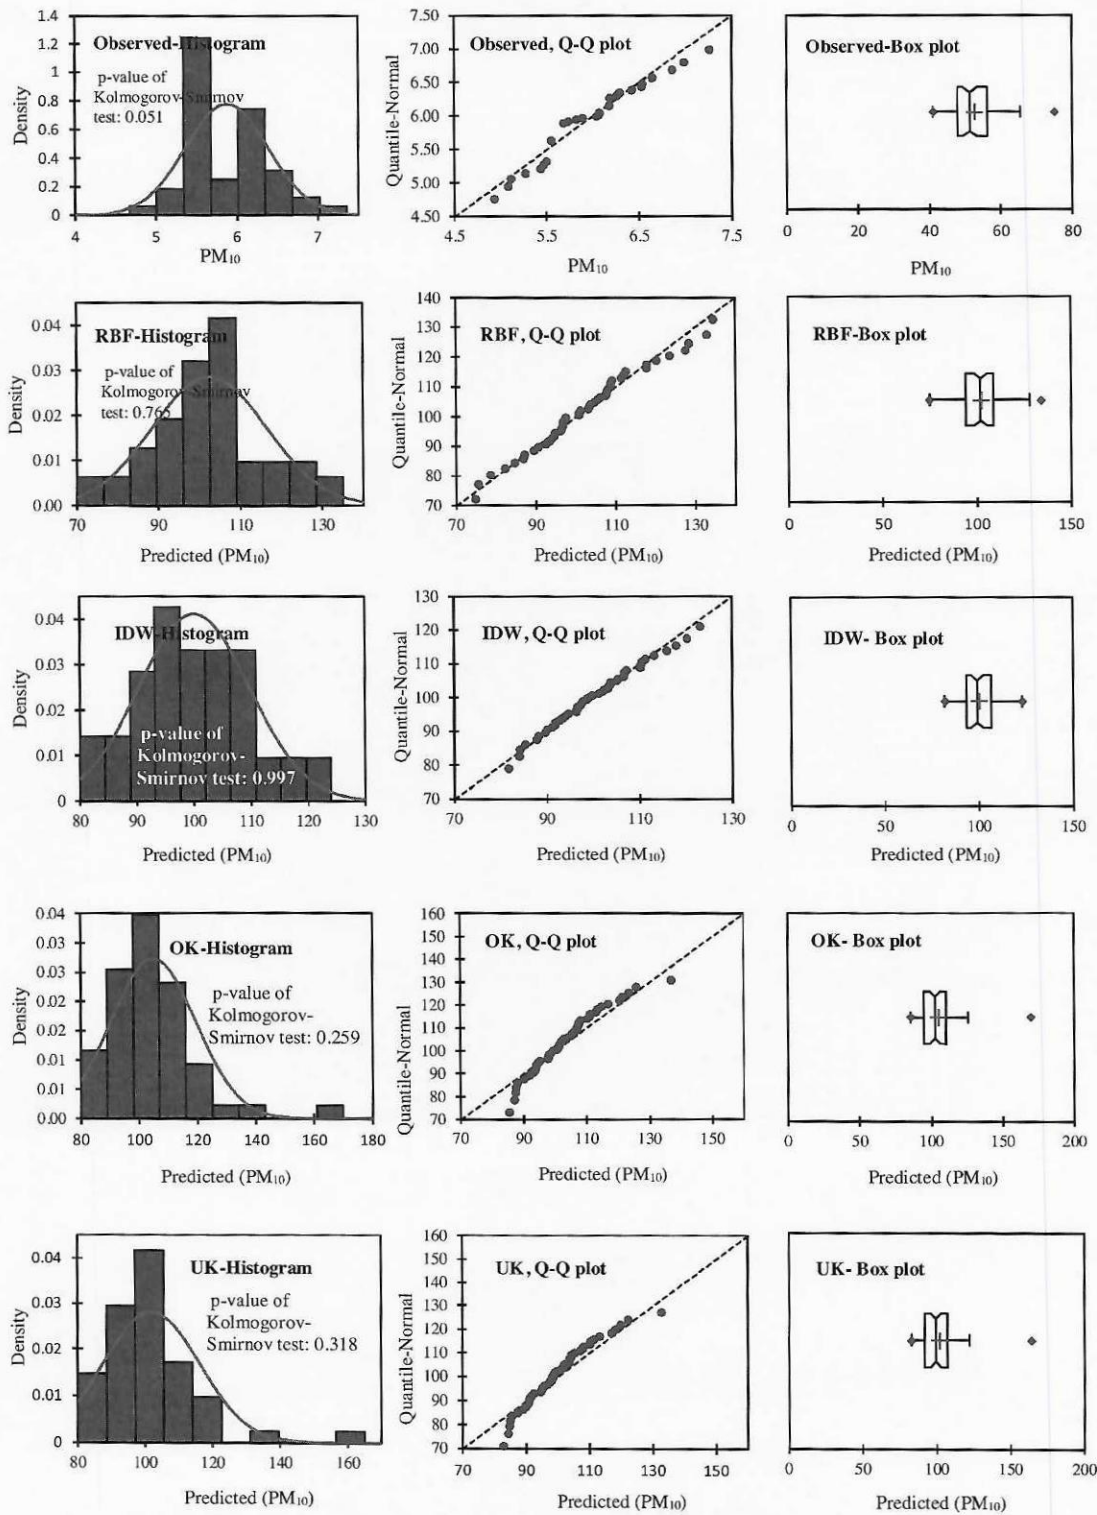 Observed-Histogram
p-value of
Kolmogorov-Smirnov
test: 0.051
Density
1.4
1.2
1
0.8
0.6
0.4
0.2
0
4
5
6
7
PM₁₀
Observed, Q-Q plot
Quantile-Normal
7.50
7.00
6.50
6.00
5.50
5.00
4.50
4.5
5.5
6.5
7.5
PM₁₀
Observed-Box plot
0
20
40
60
80
PM₁₀
RBF-Histogram
p-value of
Kolmogorov-Smirnov
test: 0.765
Density
0.04
0.03
0.02
0.01
0.00
70
90
110
130
Predicted (PM₁₀)
RBF, Q-Q plot
Quantile-Normal
140
130
120
110
100
90
80
70
70
90
110
130
Predicted (PM₁₀)
RBF-Box plot
0
50
100
150
Predicted (PM₁₀)
IDW-Histogram
p-value of
Kolmogorov-
Smirnov test: 0.997
Density
0.04
0.03
0.02
0.01
0
80
90
100
110
120
130
Predicted (PM₁₀)
IDW, Q-Q plot
Quantile-Normal
130
120
110
100
90
80
70
70
90
110
130
Predicted (PM₁₀)
IDW- Box plot
0
50
100
150
Predicted (PM₁₀)
OK-Histogram
p-value of
Kolmogorov-
Smirnov test: 0.259
Density
0.04
0.03
0.03
0.02
0.02
0.01
0.01
0.00
80
100
120
140
160
180
Predicted (PM₁₀)
OK, Q-Q plot
Quantile-Normal
160
150
140
130
120
110
100
90
80
70
70
90
110
130
150
Predicted (PM₁₀)
OK- Box plot
0
50
100
150
200
Predicted (PM₁₀)
UK-Histogram
p-value of
Kolmogorov-
Smirnov test: 0.318
Density
0.04
0.03
0.02
0.01
0
80
100
120
140
160
Predicted (PM₁₀)
UK, Q-Q plot
Quantile-Normal
160
150
140
130
120
110
100
90
80
70
70
90
110
130
150
Predicted (PM₁₀)
UK- Box plot
0
50
100
150
200
Predicted (PM₁₀)